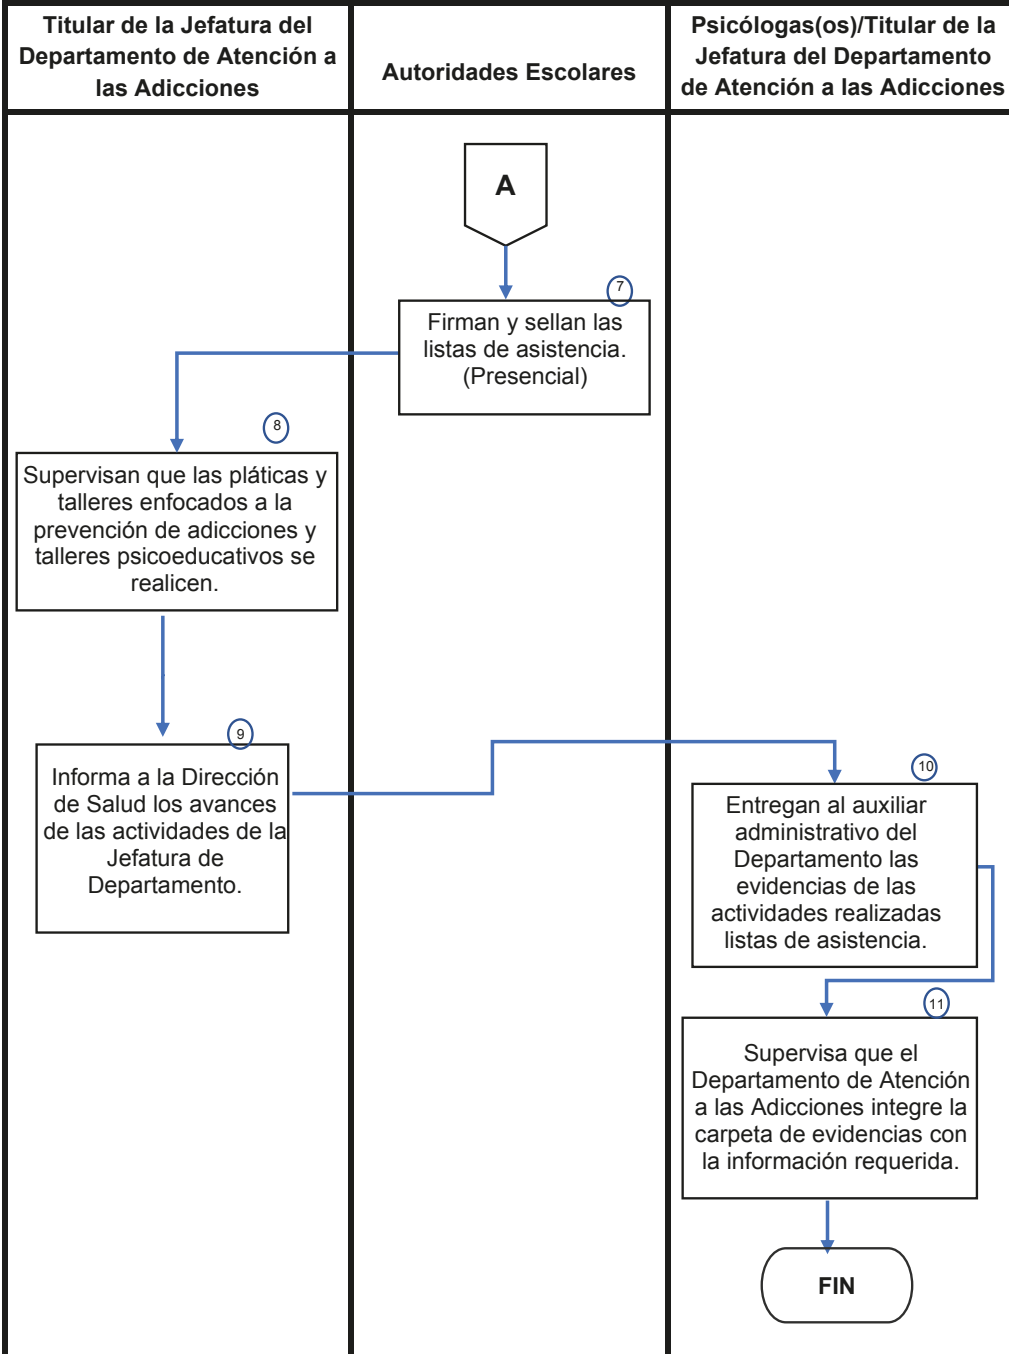 Titular de la Jefatura del
Departamento de Atención a
las Adicciones
Autoridades Escolares
Psicólogas(os)/Titular de la
Jefatura del Departamento
de Atención a las Adicciones
A
7
Firman y sellan las
listas de asistencia.
(Presencial)
8
Supervisan que las pláticas y
talleres enfocados a la
prevención de adicciones y
talleres psicoeducativos se
realicen.
9
Informa a la Dirección
de Salud los avances
de las actividades de la
Jefatura de
Departamento.
10
Entregan al auxiliar
administrativo del
Departamento las
evidencias de las
actividades realizadas
listas de asistencia.
11
Supervisa que el
Departamento de Atención
a las Adicciones integre la
carpeta de evidencias con
la información requerida.
FIN